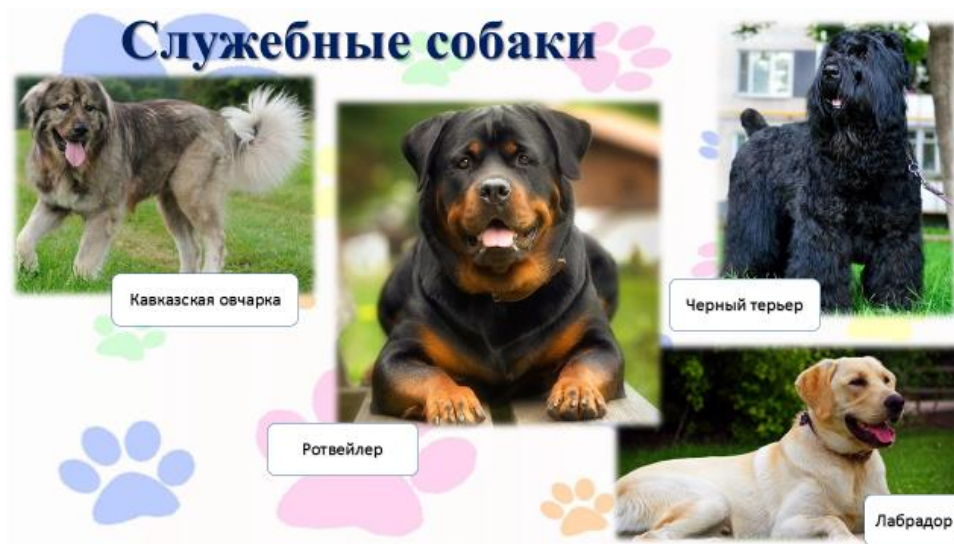 Служебные собаки
Кавказская овчарка
Черный терьер
Ротвейлер
Лабрадор